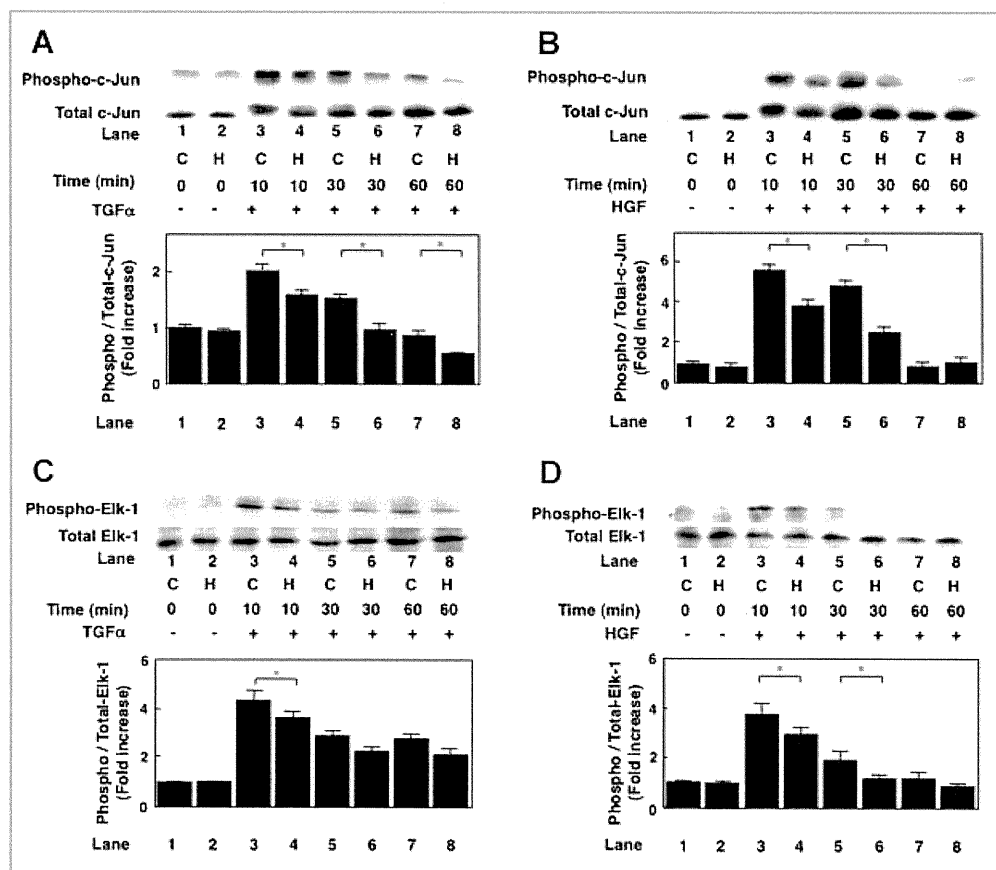 A
Phospho-c-Jun
Total c-Jun
Lane 1 2 3 4 5 6 7 8
C H C H C H C H
Time (min) 0 0 10 10 30 30 60 60
TGFα - - + + + + + +
Phospho / Total-c-Jun
(Fold increase)
2
1
0
* * *
Lane 1 2 3 4 5 6 7 8
B
Phospho-c-Jun
Total c-Jun
Lane 1 2 3 4 5 6 7 8
C H C H C H C H
Time (min) 0 0 10 10 30 30 60 60
HGF - - + + + + + +
Phospho / Total-c-Jun
(Fold increase)
6
4
2
0
* *
Lane 1 2 3 4 5 6 7 8
C
Phospho-Elk-1
Total Elk-1
Lane 1 2 3 4 5 6 7 8
C H C H C H C H
Time (min) 0 0 10 10 30 30 60 60
TGFα - - + + + + + +
Phospho / Total-Elk-1
(Fold increase)
6
4
2
0
*
Lane 1 2 3 4 5 6 7 8
D
Phospho-Elk-1
Total Elk-1
Lane 1 2 3 4 5 6 7 8
C H C H C H C H
Time (min) 0 0 10 10 30 30 60 60
HGF - - + + + + + +
Phospho / Total-Elk-1
(Fold increase)
6
4
2
0
* *
Lane 1 2 3 4 5 6 7 8